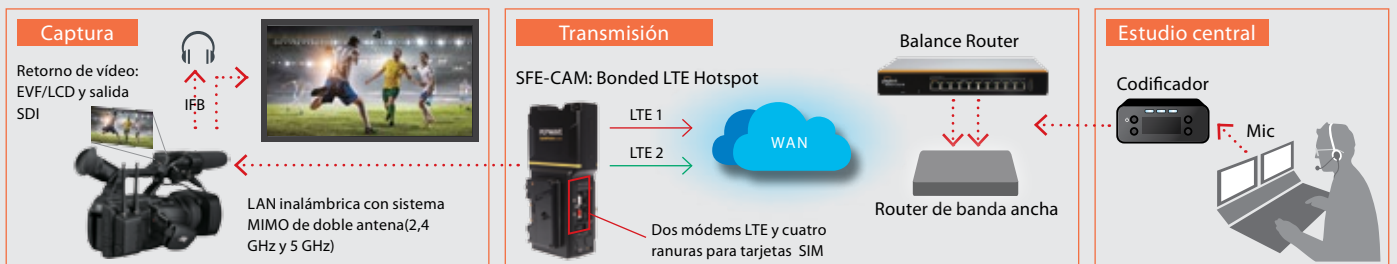 Captura
Retorno de vídeo:
EVF/LCD y salida
SDI
IFB
LAN inalámbrica con sistema
MIMO de doble antena(2,4
GHz y 5 GHz)
Transmisión
SFE-CAM: Bonded LTE Hotspot
LTE 1
LTE 2
WAN
Dos módems LTE y cuatro
ranuras para tarjetas SIM
Balance Router
Router de banda ancha
Estudio central
Codificador
Mic